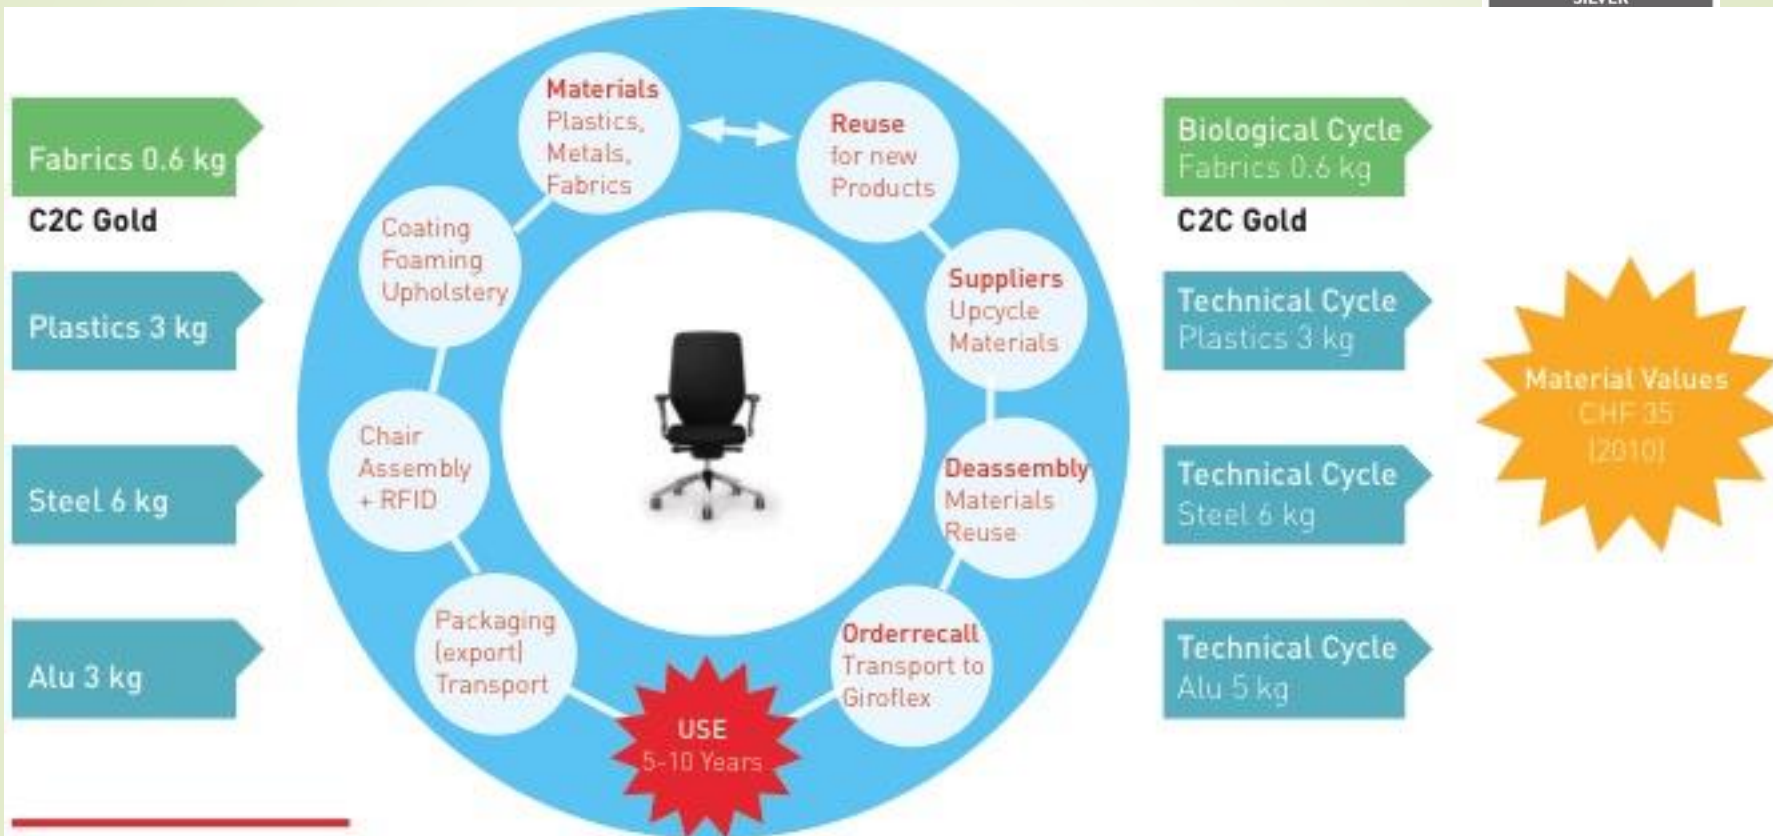 SILVER
Fabrics 0.6 kg
C2C Gold
Plastics 3 kg
Steel 6 kg
Alu 3 kg
Materials
Plastics,
Metals,
Fabrics
Coating
Foaming
Upholstery
Chair
Assembly
+ RFID
Packaging
(export)
Transport
USE
5-10 Years
Orderrecall
Transport to
Giroflex
Deassembly
Materials
Reuse
Suppliers
Upcycle
Materials
Reuse
for new
Products
Biological Cycle
Fabrics 0.6 kg
C2C Gold
Technical Cycle
Plastics 3 kg
Technical Cycle
Steel 6 kg
Technical Cycle
Alu 5 kg
Material Values
CHF 35
(2010)